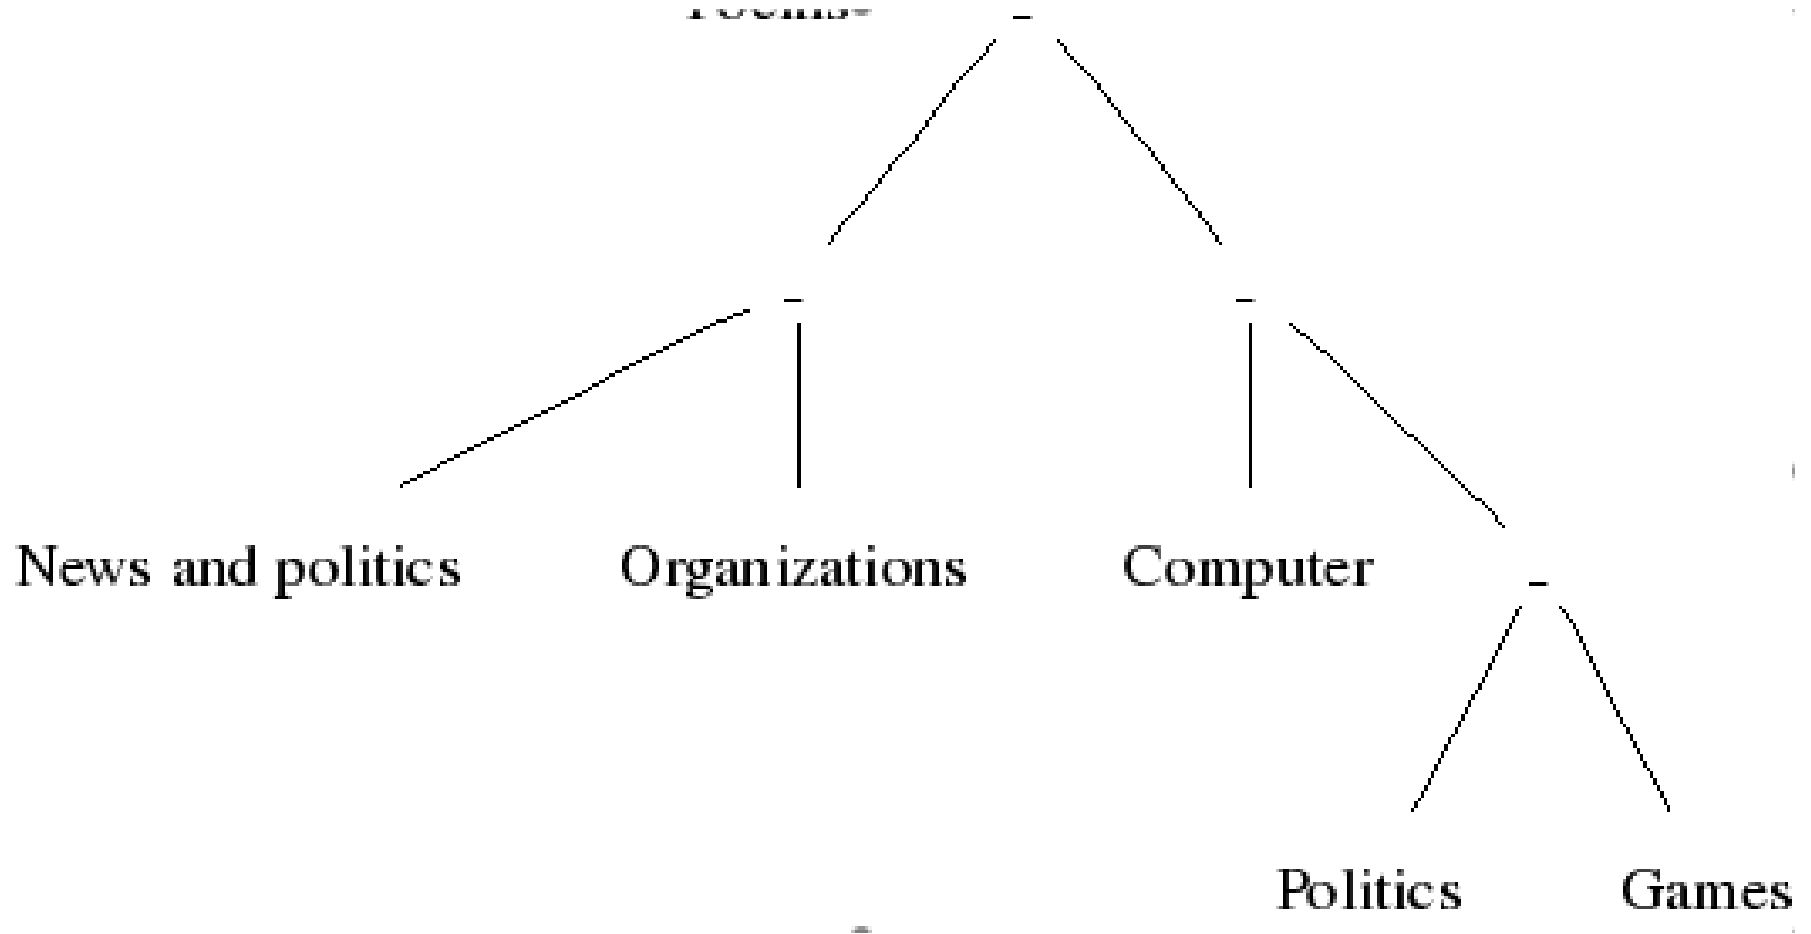 -
- -
News and politics Organizations Computer -
Politics Games